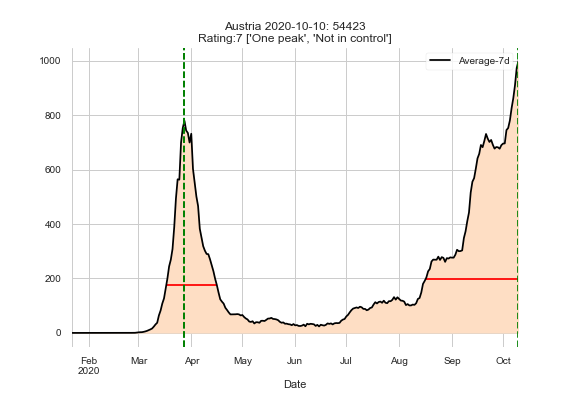 Austria 2020-10-10: 54423
Rating:7 ['One peak', 'Not in control']
Average-7d
1000
800
600
400
200
0
Feb Mar Apr May Jun Jul Aug Sep Oct
2020
Date